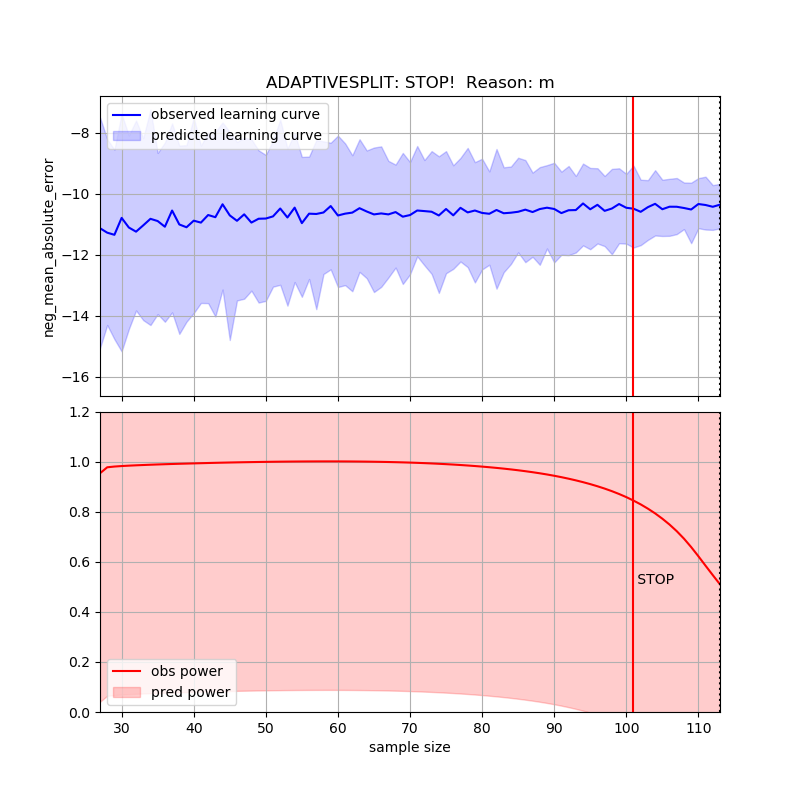 ADAPTIVESPLIT: STOP!  Reason: m
observed learning curve
predicted learning curve
neg_mean_absolute_error
−8
−10
−12
−14
−16
1.2
1.0
0.8
0.6
0.4
0.2
0.0
STOP
obs power
pred power
30 40 50 60 70 80 90 100 110
sample size